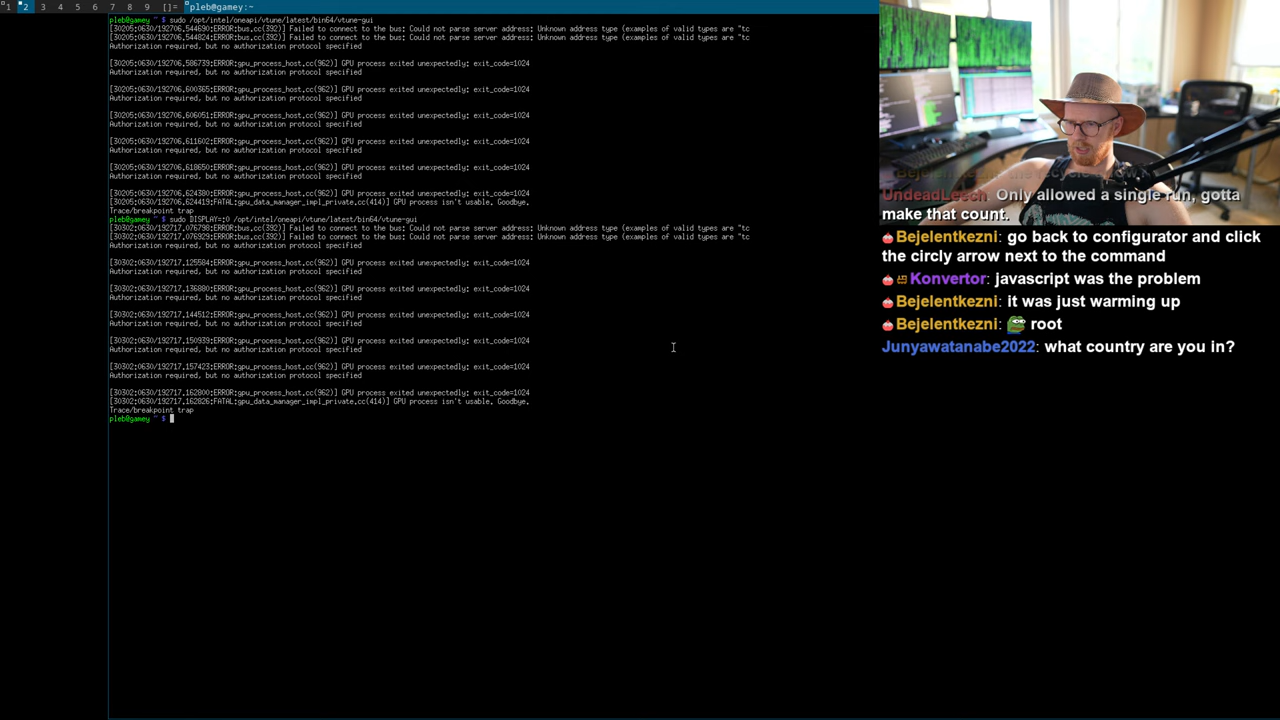 1 2 3 4 5 6 7 8 9 []= pleb@gamey:~
pleb@gamey ~ $ sudo /opt/intel/oneapi/vtune/latest/bin64/vtune-gui
[30205:0630/192706.544690:ERROR:bus.cc(392)] Failed to connect to the bus: Could not parse server address: Unknown address type (examples of valid types are "tc
[30205:0630/192706.544824:ERROR:bus.cc(392)] Failed to connect to the bus: Could not parse server address: Unknown address type (examples of valid types are "tc
Authorization required, but no authorization protocol specified
[30205:0630/192706.586739:ERROR:gpu_process_host.cc(962)] GPU process exited unexpectedly: exit_code=1024
Authorization required, but no authorization protocol specified
[30205:0630/192706.600365:ERROR:gpu_process_host.cc(962)] GPU process exited unexpectedly: exit_code=1024
Authorization required, but no authorization protocol specified
[30205:0630/192706.606051:ERROR:gpu_process_host.cc(962)] GPU process exited unexpectedly: exit_code=1024
Authorization required, but no authorization protocol specified
[30205:0630/192706.611602:ERROR:gpu_process_host.cc(962)] GPU process exited unexpectedly: exit_code=1024
Authorization required, but no authorization protocol specified
[30205:0630/192706.618650:ERROR:gpu_process_host.cc(962)] GPU process exited unexpectedly: exit_code=1024
Authorization required, but no authorization protocol specified
[30205:0630/192706.624380:ERROR:gpu_process_host.cc(962)] GPU process exited unexpectedly: exit_code=1024
[30205:0630/192706.624419:FATAL:gpu_data_manager_impl_private.cc(414)] GPU process isn't usable. Goodbye.
Trace/breakpoint trap
pleb@gamey ~ $ sudo DISPLAY=:0 /opt/intel/oneapi/vtune/latest/bin64/vtune-gui
[30302:0630/192717.076798:ERROR:bus.cc(392)] Failed to connect to the bus: Could not parse server address: Unknown address type (examples of valid types are "tc
[30302:0630/192717.076929:ERROR:bus.cc(392)] Failed to connect to the bus: Could not parse server address: Unknown address type (examples of valid types are "tc
Authorization required, but no authorization protocol specified
[30302:0630/192717.125584:ERROR:gpu_process_host.cc(962)] GPU process exited unexpectedly: exit_code=1024
Authorization required, but no authorization protocol specified
[30302:0630/192717.136880:ERROR:gpu_process_host.cc(962)] GPU process exited unexpectedly: exit_code=1024
Authorization required, but no authorization protocol specified
[30302:0630/192717.144512:ERROR:gpu_process_host.cc(962)] GPU process exited unexpectedly: exit_code=1024
Authorization required, but no authorization protocol specified
[30302:0630/192717.150939:ERROR:gpu_process_host.cc(962)] GPU process exited unexpectedly: exit_code=1024
Authorization required, but no authorization protocol specified
[30302:0630/192717.157423:ERROR:gpu_process_host.cc(962)] GPU process exited unexpectedly: exit_code=1024
Authorization required, but no authorization protocol specified
[30302:0630/192717.162800:ERROR:gpu_process_host.cc(962)] GPU process exited unexpectedly: exit_code=1024
[30302:0630/192717.162826:FATAL:gpu_data_manager_impl_private.cc(414)] GPU process isn't usable. Goodbye.
Trace/breakpoint trap
pleb@gamey ~ $
UndeadLeech: Only allowed a single run, gotta
make that count.
Bejelentkezni: go back to configurator and click
the circly arrow next to the command
Konvertor: javascript was the problem
Bejelentkezni: it was just warming up
Bejelentkezni: root
Junyawatanabe2022: what country are you in?